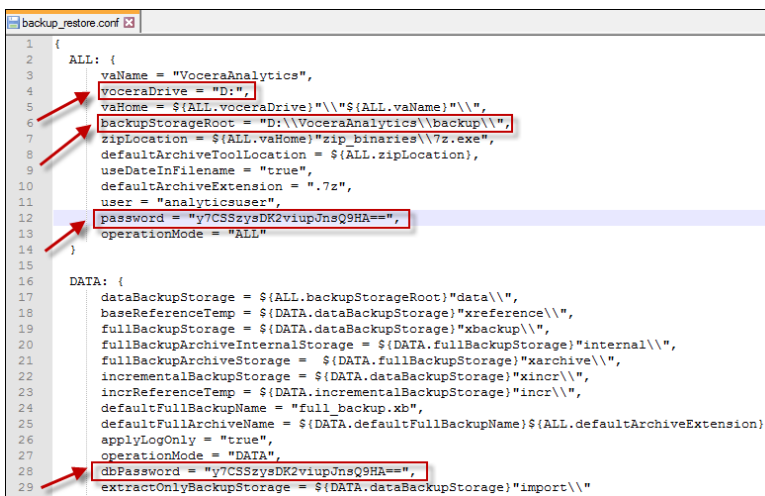 backup_restore.conf
1 {
2 ALL: {
3 vaName = "VoceraAnalytics",
4 voceraDrive = "D:",
5 vaHome = ${ALL.voceraDrive}"\\"${ALL.vaName}"\\",
6 backupStorageRoot = "D:\\VoceraAnalytics\\backup\\",
7 zipLocation = ${ALL.vaHome}"zip_binaries\\7z.exe",
8 defaultArchiveToolLocation = ${ALL.zipLocation},
9 useDateInFilename = "true",
10 defaultArchiveExtension = ".7z",
11 user = "analyticsuser",
12 password = "y7CSSzysDK2viupJnsQ9HA==",
13 operationMode = "ALL"
14 }
15
16 DATA: {
17 dataBackupStorage = ${ALL.backupStorageRoot}"data\\",
18 baseReferenceTemp = ${DATA.dataBackupStorage}"xreference\\",
19 fullBackupStorage = ${DATA.dataBackupStorage}"xbackup\\",
20 fullBackupArchiveInternalStorage = ${DATA.fullBackupStorage}"internal\\",
21 fullBackupArchiveStorage = ${DATA.fullBackupStorage}"xarchive\\",
22 incrementalBackupStorage = ${DATA.dataBackupStorage}"xincr\\",
23 incrReferenceTemp = ${DATA.incrementalBackupStorage}"incr\\",
24 defaultFullBackupName = "full_backup.xb",
25 defaultFullArchiveName = ${DATA.defaultFullBackupName}${ALL.defaultArchiveExtension}
26 applyLogOnly = "true",
27 operationMode = "DATA",
28 dbPassword = "y7CSSzysDK2viupJnsQ9HA==",
29 extractOnlyBackupStorage = ${DATA.dataBackupStorage}"import\\"